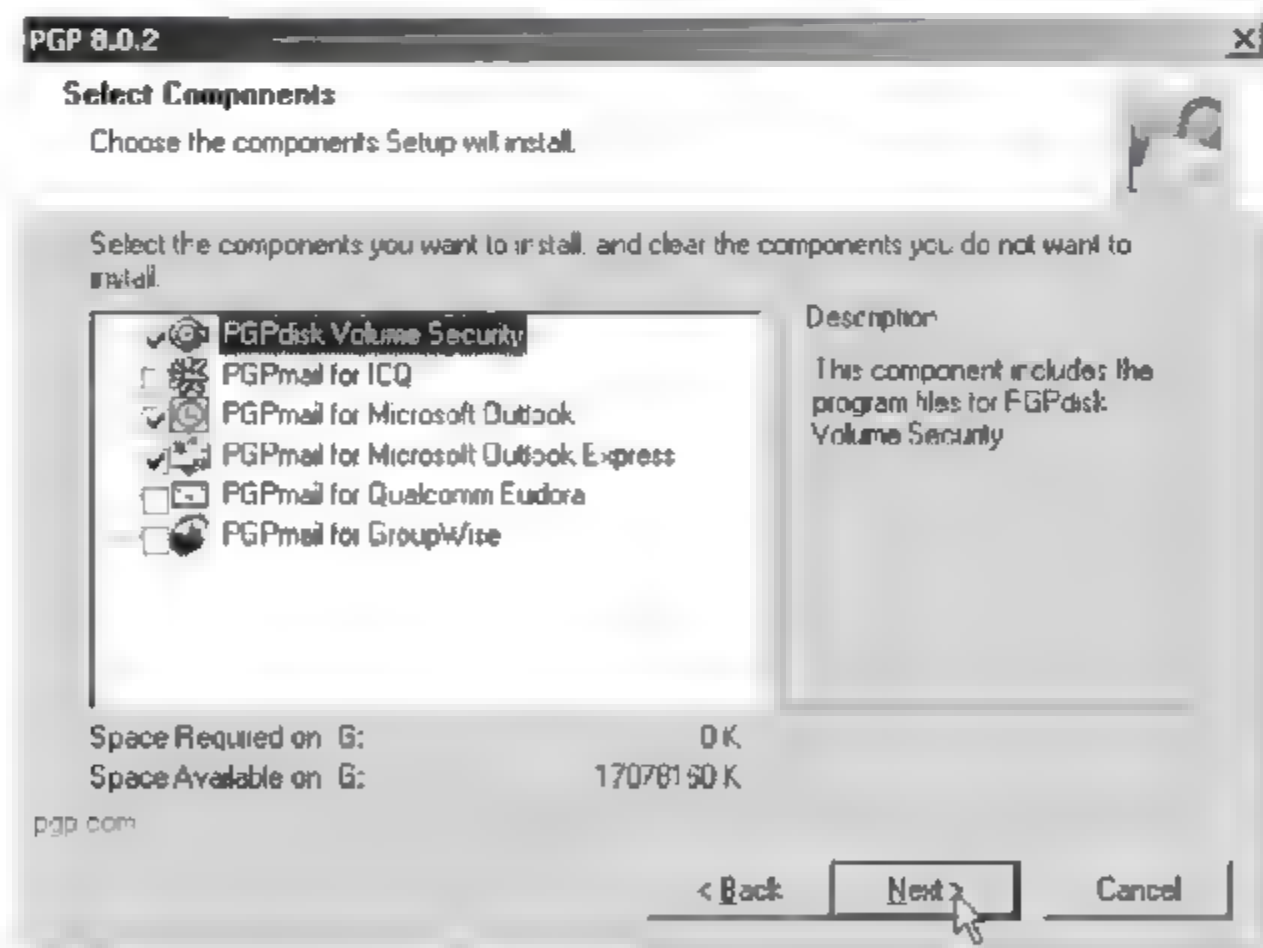 PGP 8.0.2
Select Components
Choose the components Setup will install.
Select the components you want to install, and clear the components you do not want to
install.
PGPdisk Volume Security
PGPmail for ICQ
PGPmail for Microsoft Outlook
PGPmail for Microsoft Outlook Express
PGPmail for Qualcomm Eudora
PGPmail for GroupWise
Description
This component includes the
program files for PGPdisk
Volume Security
Space Required on G: 0 K
Space Available on G: 17078160 K
pgp.com
< Back
Next >
Cancel